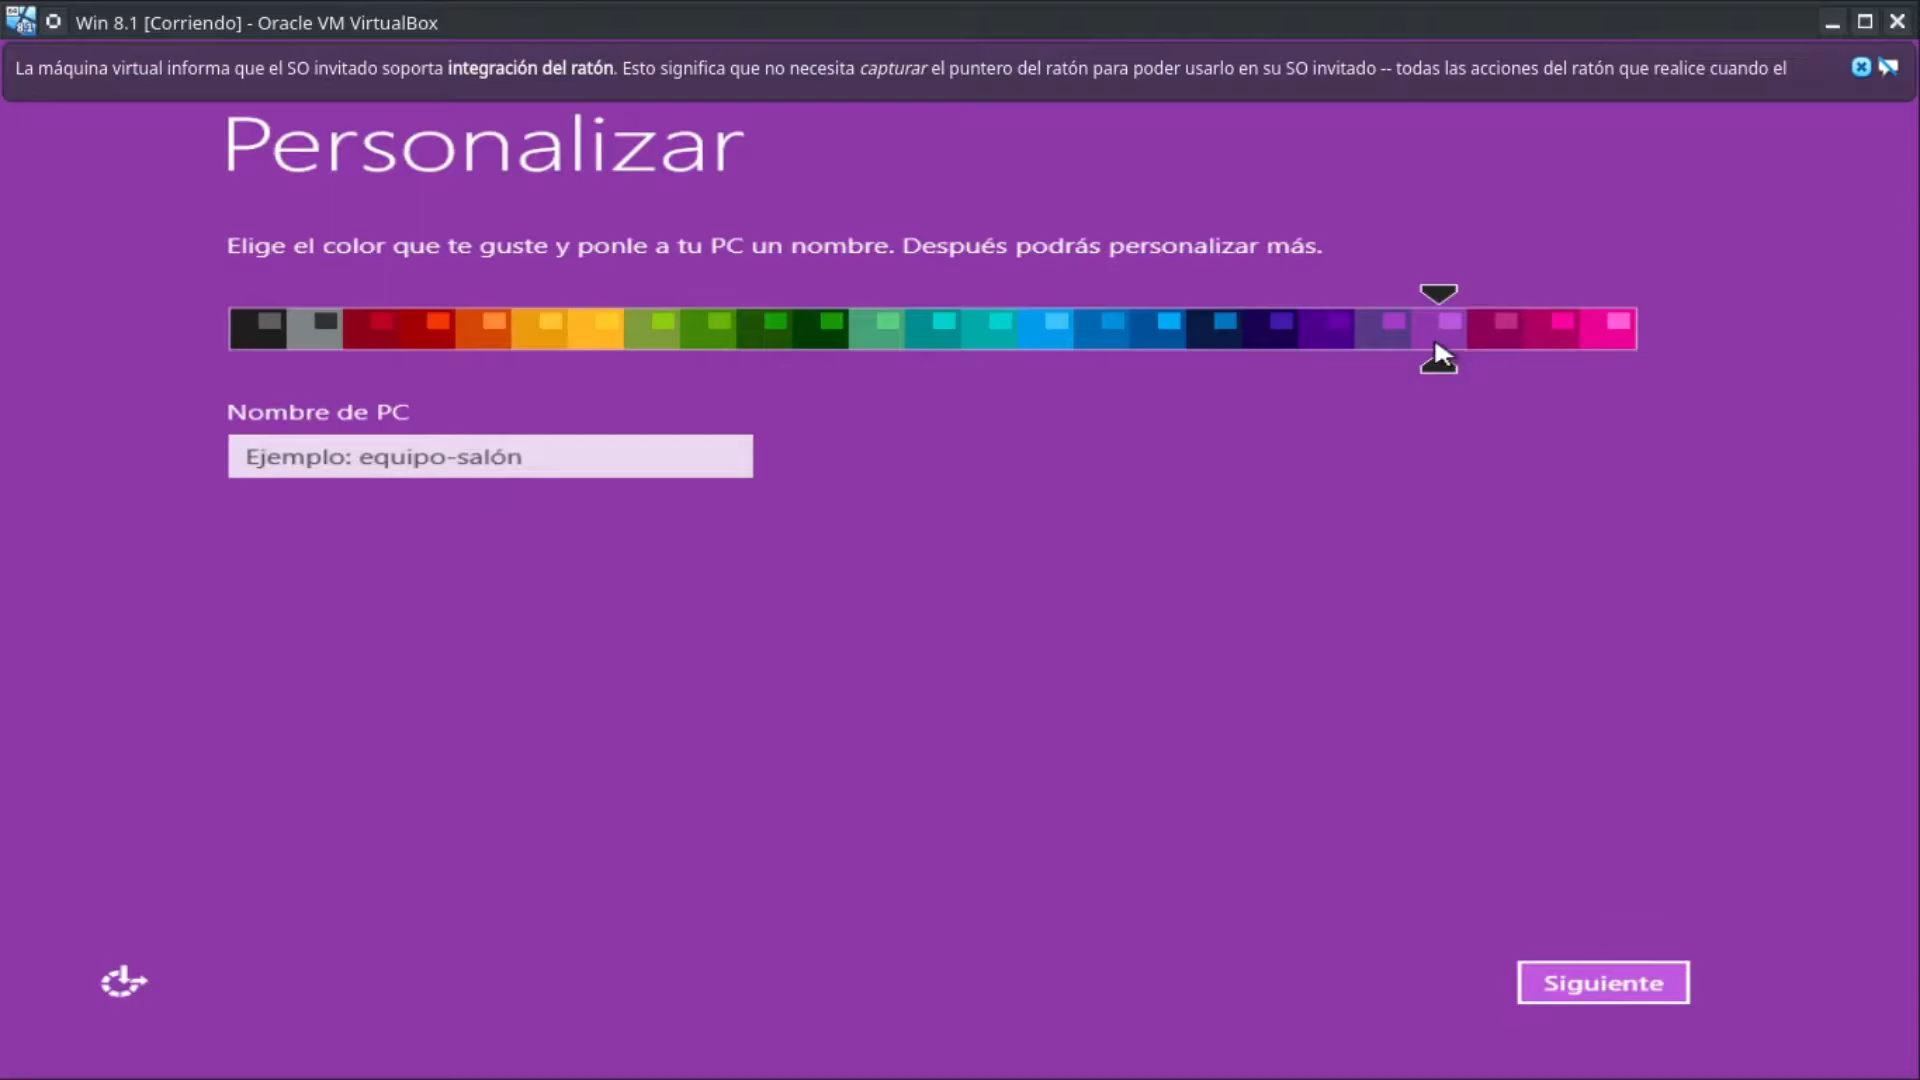 Win 8.1 [Corriendo] - Oracle VM VirtualBox
La máquina virtual informa que el SO invitado soporta integración del ratón. Esto significa que no necesita capturar el puntero del ratón para poder usarlo en su SO invitado -- todas las acciones del ratón que realice cuando el
Personalizar
Elige el color que te guste y ponle a tu PC un nombre. Después podrás personalizar más.
Nombre de PC
Ejemplo: equipo-salón
Siguiente